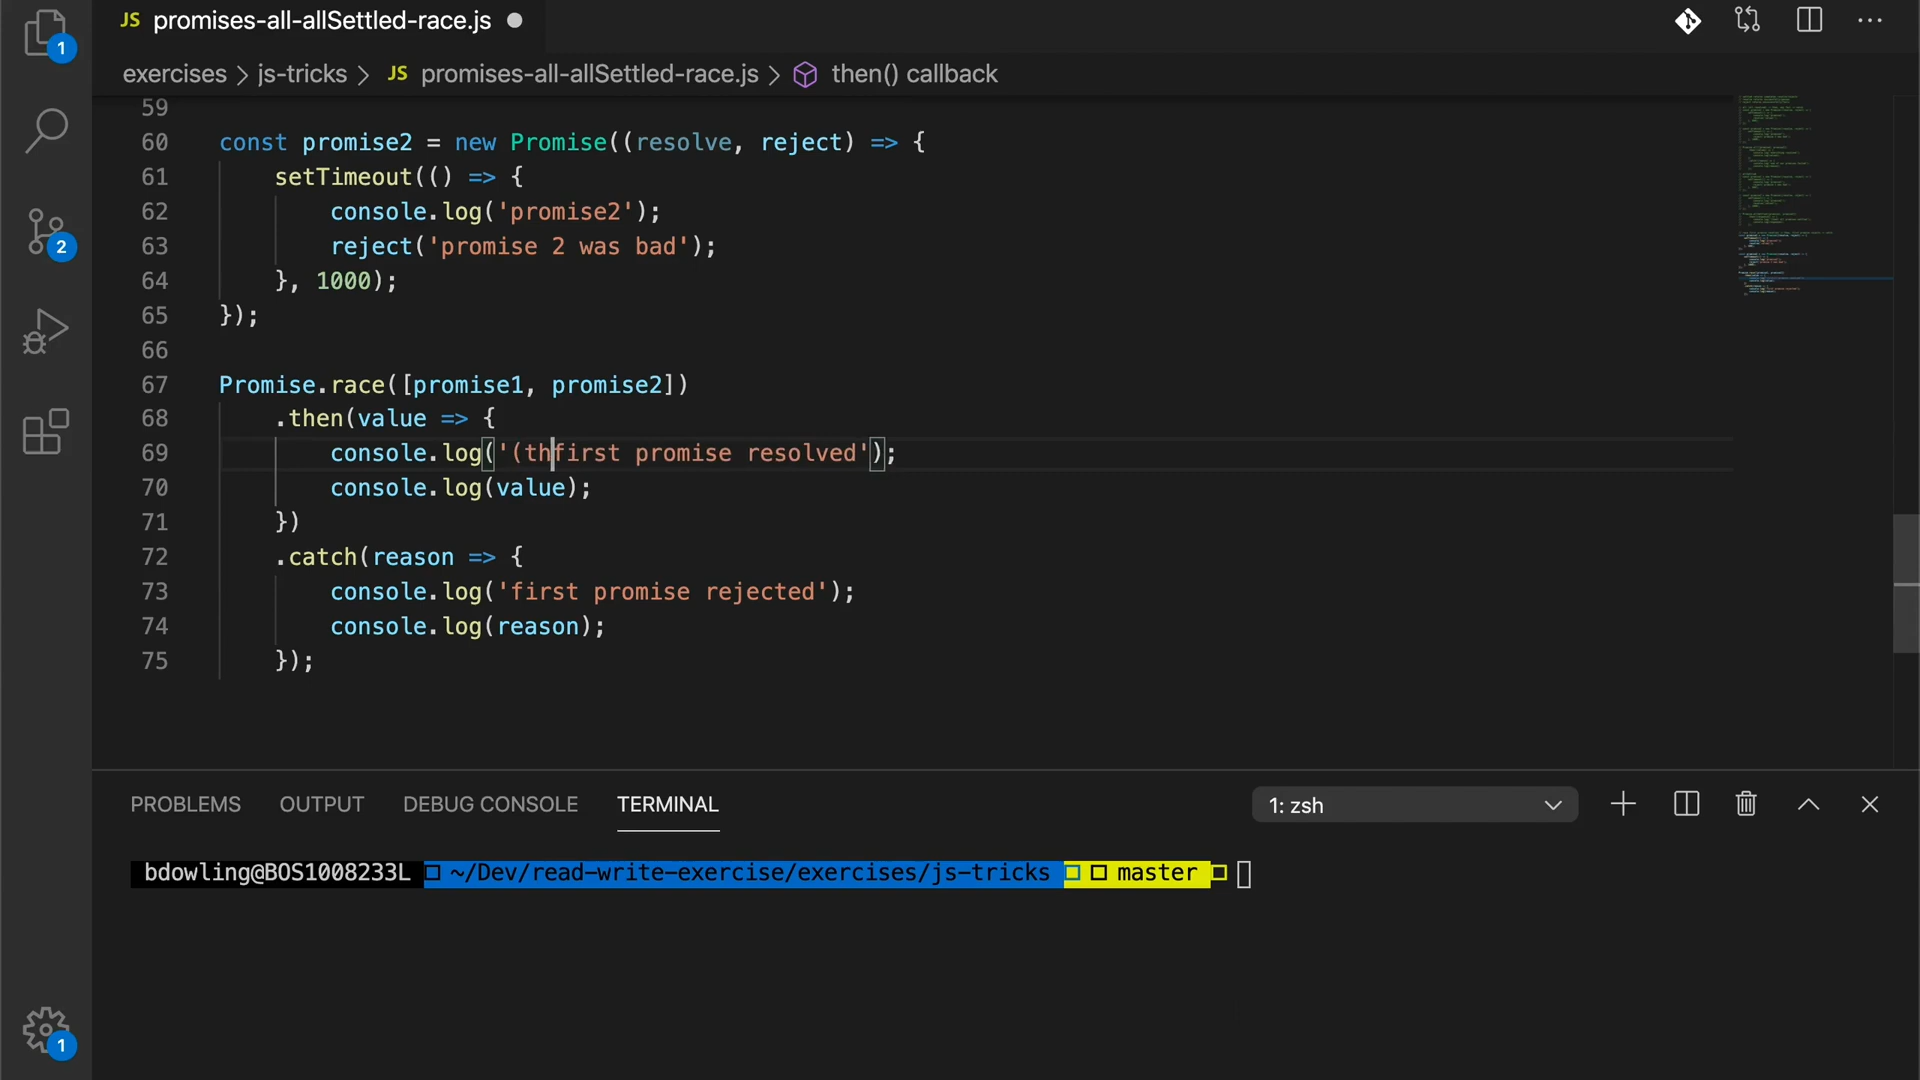 JS promises-all-allSettled-race.js
1
exercises > js-tricks > JS promises-all-allSettled-race.js > then() callback
59
60 const promise2 = new Promise((resolve, reject) => {
61 setTimeout(() => {
62 console.log('promise2');
63 reject('promise 2 was bad');
64 }, 1000);
65 });
66
67 Promise.race([promise1, promise2])
68 .then(value => {
69 console.log('(thfirst promise resolved');
70 console.log(value);
71 })
72 .catch(reason => {
73 console.log('first promise rejected');
74 console.log(reason);
75 });
2
PROBLEMS OUTPUT DEBUG CONSOLE TERMINAL 1: zsh
bdowling@BOS1008233L ~/Dev/read-write-exercise/exercises/js-tricks master
1